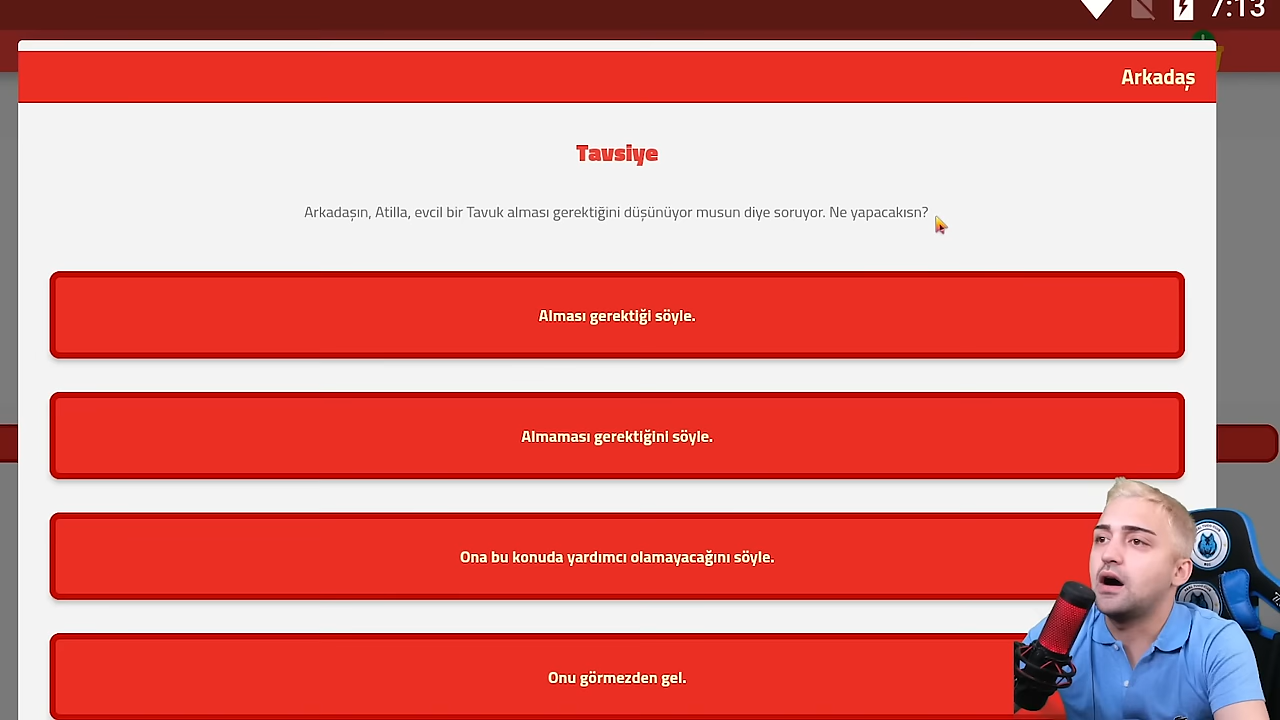 7:13
Arkadaş
Tavsiye
Arkadaşın, Atilla, evcil bir Tavuk alması gerektiğini düşünüyor musun diye soruyor. Ne yapacakısn?
Alması gerektiği söyle.
Almaması gerektiğini söyle.
Ona bu konuda yardımcı olamayacağını söyle.
Onu görmezden gel.